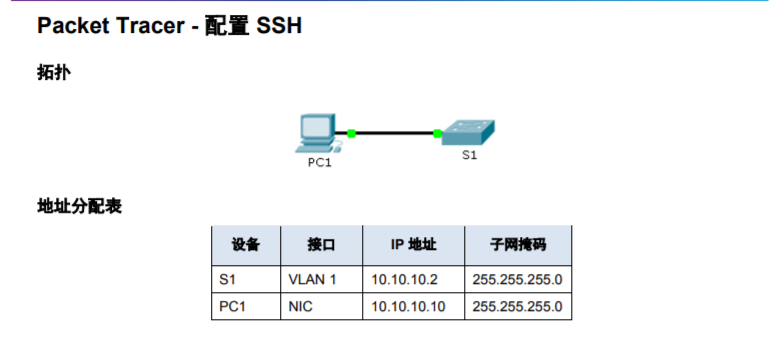 Packet Tracer - 配置 SSH
拓扑
PC1
S1
地址分配表
设备 接口 IP 地址 子网掩码
S1 VLAN 1 10.10.10.2 255.255.255.0
PC1 NIC 10.10.10.10 255.255.255.0